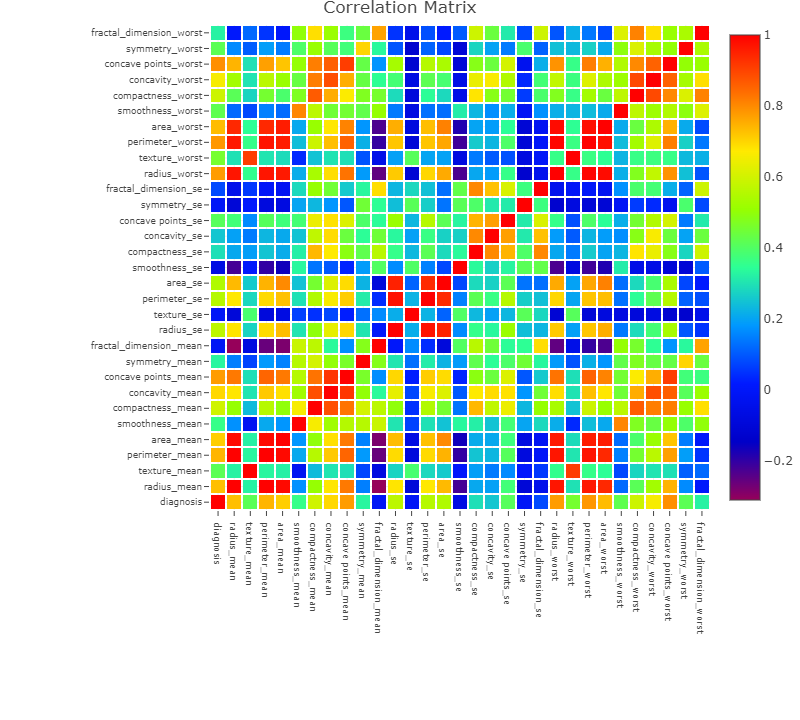 Correlation Matrix
fractal_dimension_worst
symmetry_worst
concave points_worst
concavity_worst
compactness_worst
smoothness_worst
area_worst
perimeter_worst
texture_worst
radius_worst
fractal_dimension_se
symmetry_se
concave points_se
concavity_se
compactness_se
smoothness_se
area_se
perimeter_se
texture_se
radius_se
fractal_dimension_mean
symmetry_mean
concave points_mean
concavity_mean
compactness_mean
smoothness_mean
area_mean
perimeter_mean
texture_mean
radius_mean
diagnosis
diagnosis
radius_mean
texture_mean
perimeter_mean
area_mean
smoothness_mean
compactness_mean
concavity_mean
concave points_mean
symmetry_mean
fractal_dimension_mean
radius_se
texture_se
perimeter_se
area_se
smoothness_se
compactness_se
concavity_se
concave points_se
symmetry_se
fractal_dimension_se
radius_worst
texture_worst
perimeter_worst
area_worst
smoothness_worst
compactness_worst
concavity_worst
concave points_worst
symmetry_worst
fractal_dimension_worst
1
0.8
0.6
0.4
0.2
0
−0.2